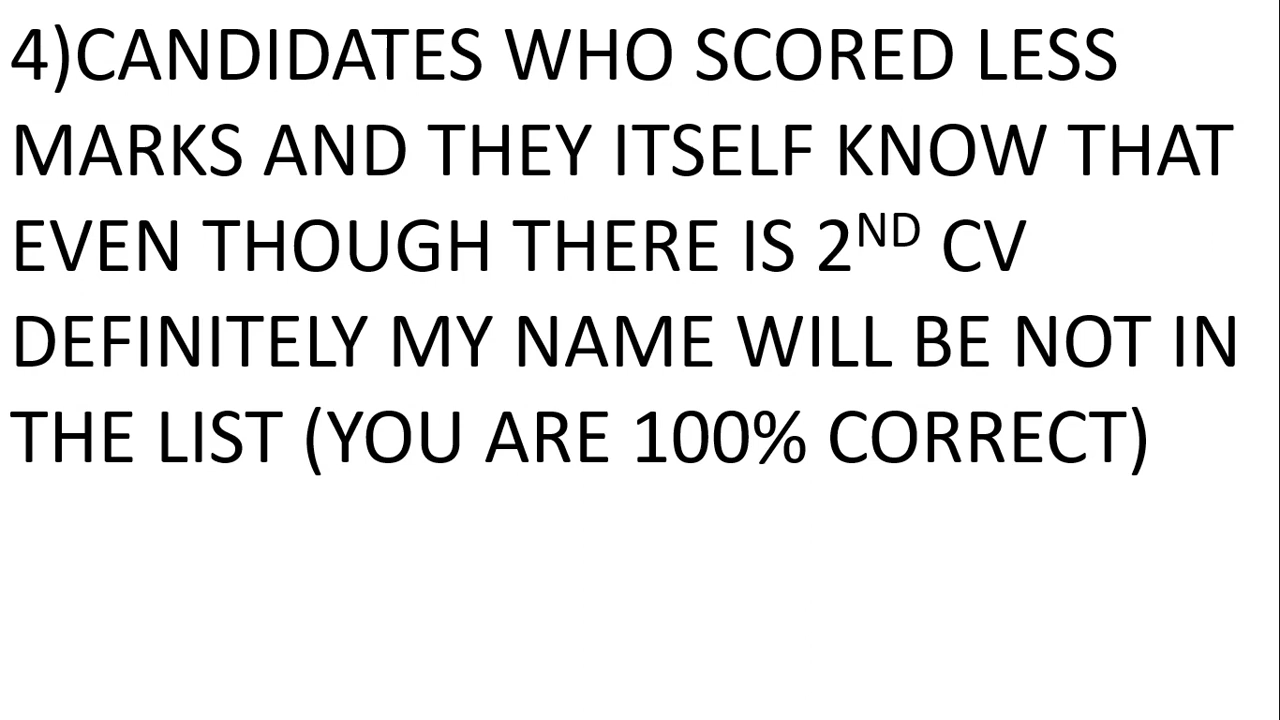 4)CANDIDATES WHO SCORED LESS
MARKS AND THEY ITSELF KNOW THAT
EVEN THOUGH THERE IS 2ND CV
DEFINITELY MY NAME WILL BE NOT IN
THE LIST (YOU ARE 100% CORRECT)